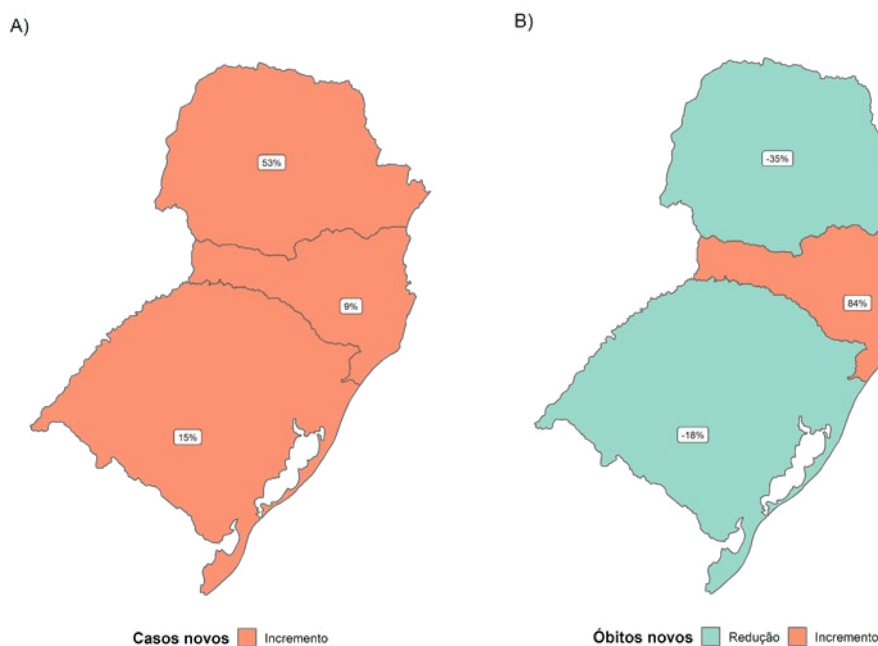 A)
B)
53%
-35%
9%
84%
15%
-18%
Casos novos Incremento
Óbitos novos Redução Incremento